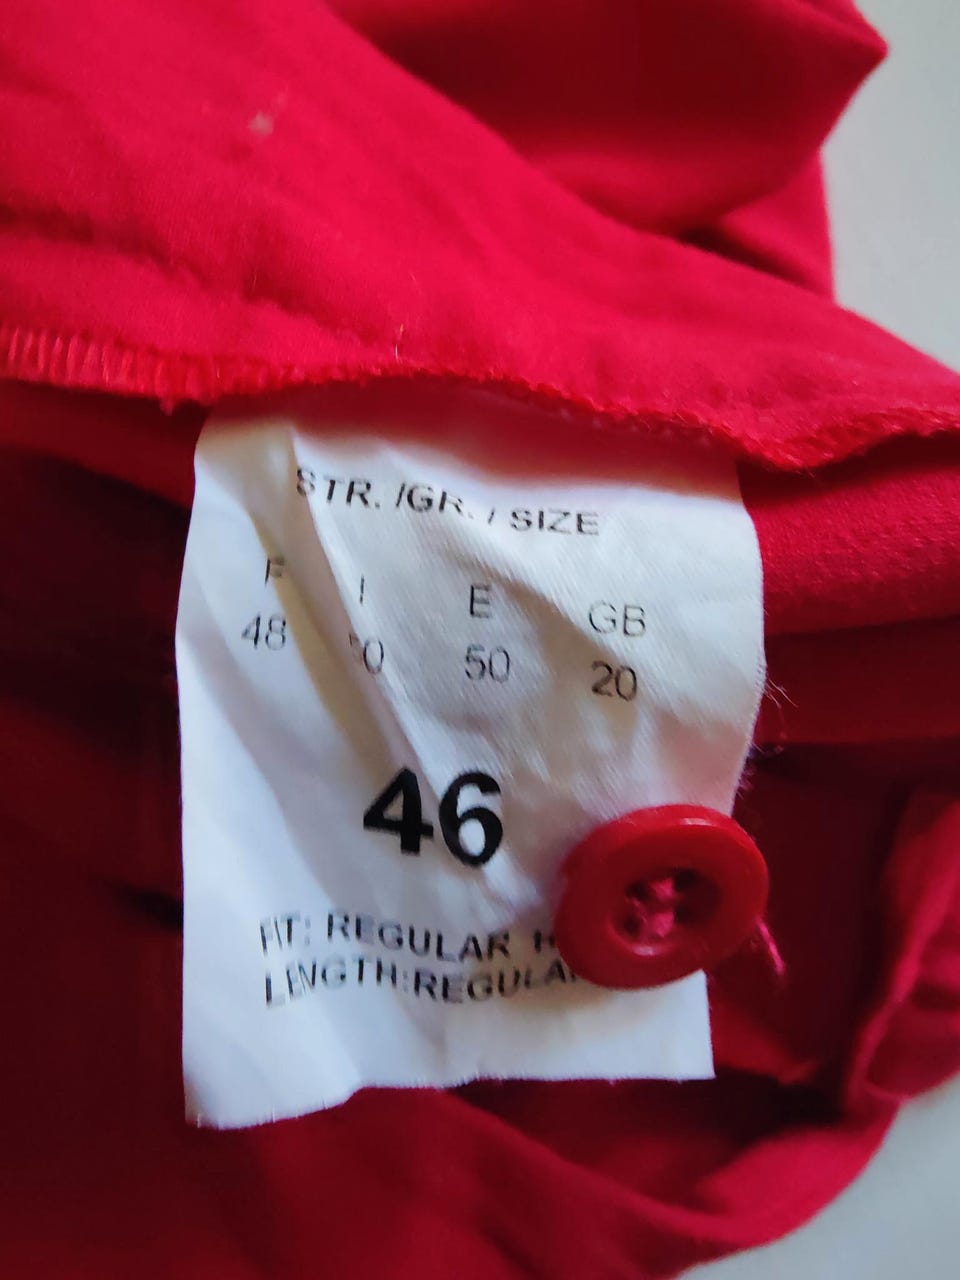 STR. /GR. / SIZE
F I E GB
48 50 50 20
46
FIT: REGULAR
LENGTH:REGULAR